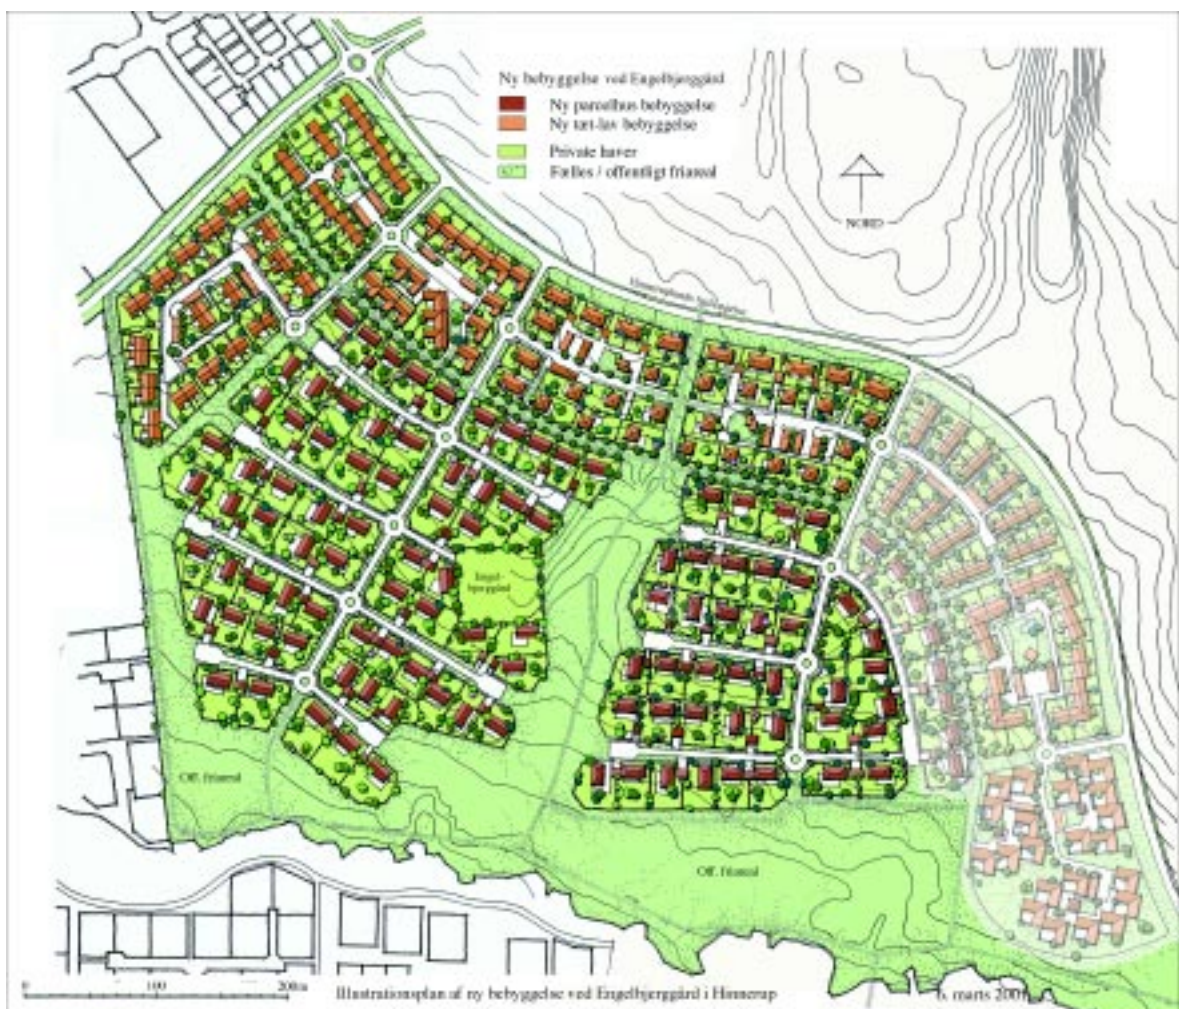 Ny bebyggelse ved Engelbjerggård
Ny parcelhus bebyggelse
Ny tæt-lav bebyggelse
Private haver
Fælles / offentligt friareal
NORD
Engel-
bjerggård
Off. friareal
Off. friareal
0 100 200m
Illustrationsplan af ny bebyggelse ved Engelbjerggård i Hinnerup
6. marts